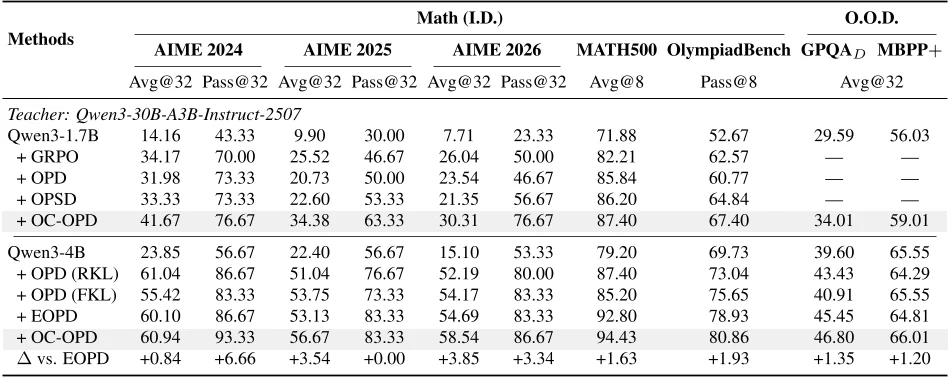 Methods Math (I.D.) O.O.D.
AIME 2024 AIME 2025 AIME 2026 MATH500 OlympiadBench GPQA_D MBPP+
Avg@32 Pass@32 Avg@32 Pass@32 Avg@32 Pass@32 Avg@8 Pass@8 Avg@32
Teacher: Qwen3-30B-A3B-Instruct-2507
Qwen3-1.7B 14.16 43.33 9.90 30.00 7.71 23.33 71.88 52.67 29.59 56.03
+ GRPO 34.17 70.00 25.52 46.67 26.04 50.00 82.21 62.57 — —
+ OPD 31.98 73.33 20.73 50.00 23.54 46.67 85.84 60.77 — —
+ OPSD 33.33 73.33 22.60 53.33 21.35 56.67 86.20 64.84 — —
+ OC-OPD 41.67 76.67 34.38 63.33 30.31 76.67 87.40 67.40 34.01 59.01
Qwen3-4B 23.85 56.67 22.40 56.67 15.10 53.33 79.20 69.73 39.60 65.55
+ OPD (RKL) 61.04 86.67 51.04 76.67 52.19 80.00 87.40 73.04 43.43 64.29
+ OPD (FKL) 55.42 83.33 53.75 73.33 54.17 83.33 85.20 75.65 40.91 65.55
+ EOPD 60.10 86.67 53.13 83.33 54.69 83.33 92.80 78.93 45.45 64.81
+ OC-OPD 60.94 93.33 56.67 83.33 58.54 86.67 94.43 80.86 46.80 66.01
Δ vs. EOPD +0.84 +6.66 +3.54 +0.00 +3.85 +3.34 +1.63 +1.93 +1.35 +1.20